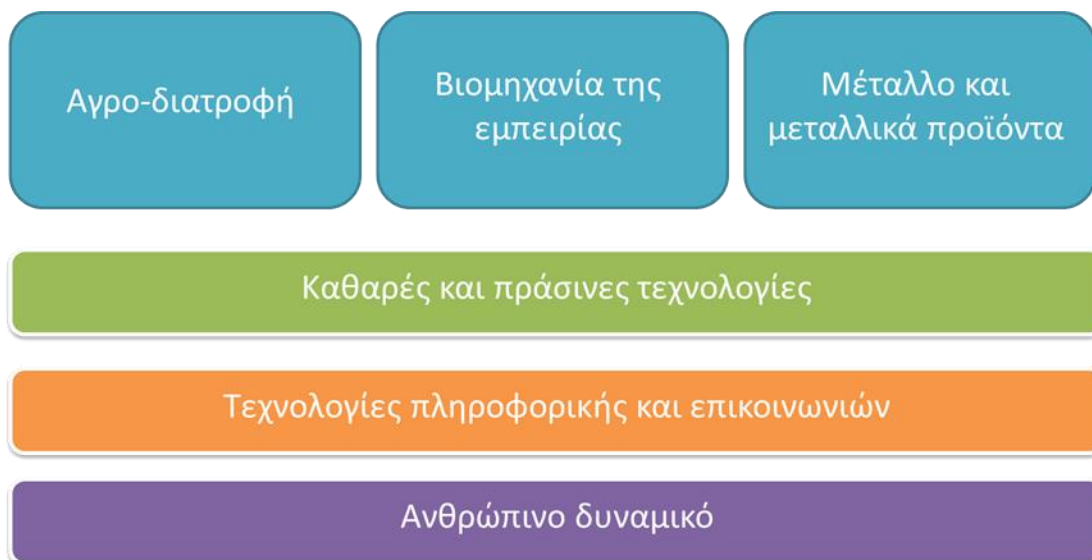 Αγρο-διατροφή
Βιομηχανία της
εμπειρίας
Μέταλλο και
μεταλλικά προϊόντα
Καθαρές και πράσινες τεχνολογίες
Τεχνολογίες πληροφορικής και επικοινωνιών
Ανθρώπινο δυναμικό